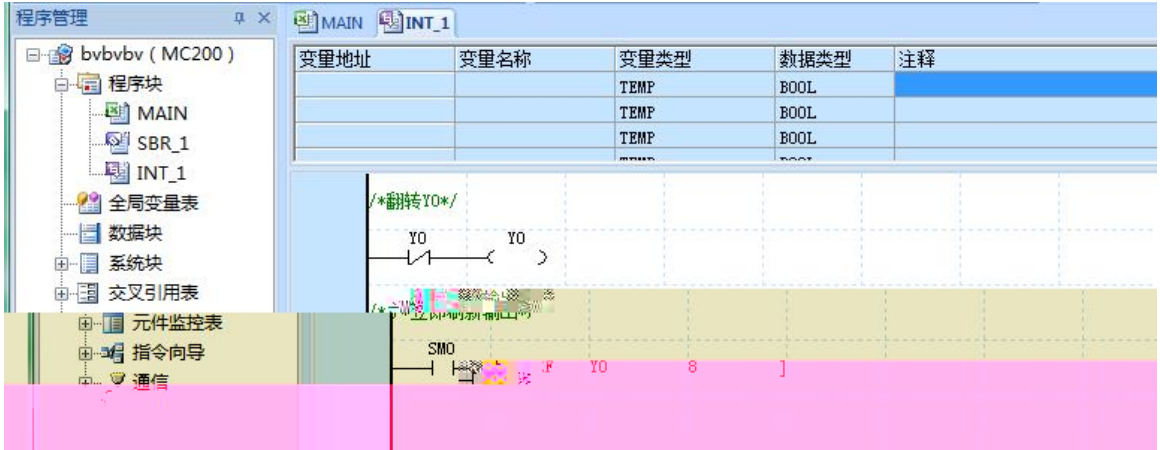 程序管理
bvbvbv ( MC200 )
程序块
MAIN
SBR_1
INT_1
全局变量表
数据块
系统块
交叉引用表
元件监控表
指令向导
通信
MAIN INT_1
变量地址 变量名称 变量类型 数据类型 注释
TEMP BOOL
TEMP BOOL
TEMP BOOL
/*翻转Y0*/
Y0 Y0
SM0
Y0 8 ]